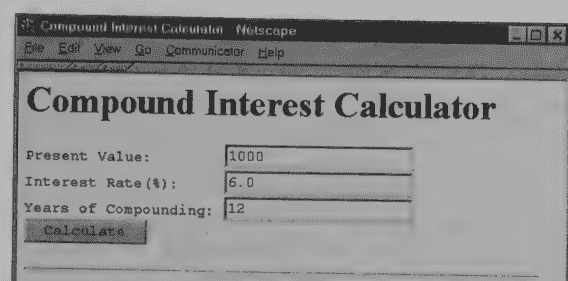 Compound Interest Calculator - Netscape
File Edit View Go Communicator Help
Compound Interest Calculator
Present Value: 1000
Interest Rate(%): 6.0
Years of Compounding: 12
Calculate